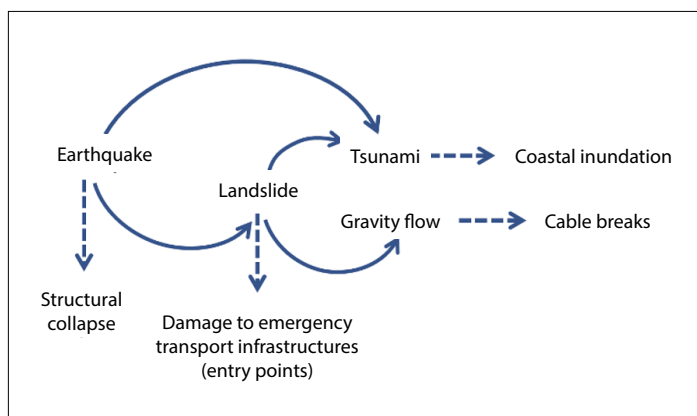 Earthquake
Tsunami
Coastal inundation
Landslide
Gravity flow
Cable breaks
Structural
collapse
Damage to emergency
transport infrastructures
(entry points)